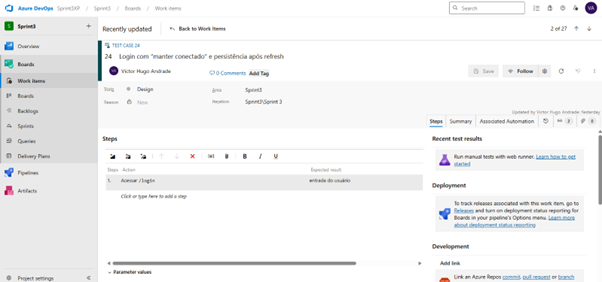 Azure DevOps Sprint3XP / Sprint3 / Boards / Work items
Search
VA
S Sprint3 +
Overview
Boards
Work items
Boards
Backlogs
Sprints
Queries
Delivery Plans
Pipelines
Artifacts
Project settings
Recently updated
Back to Work Items
2 of 27
TEST CASE 24
24 Login com "manter conectado" e persistência após refresh
VA Victor Hugo Andrade
0 Comments Add Tag
Save
Follow
Design
Sprint3
Reason New
Iteration Sprint3\Sprint 3
Updated by Victor Hugo Andrade: Yesterday
Steps Summary Associated Automation
Steps
Steps Action Expected result
1. Acessar /login entrada do usuário
Click or type here to add a step
Parameter values
Recent test results
Run manual tests with web runner. Learn how to get
started
Deployment
To track releases associated with this work item, go to
Releases and turn on deployment status reporting for
Boards in your pipeline's Options menu. Learn more
about deployment status reporting
Development
Add link
Link an Azure Repos commit, pull request or branch to